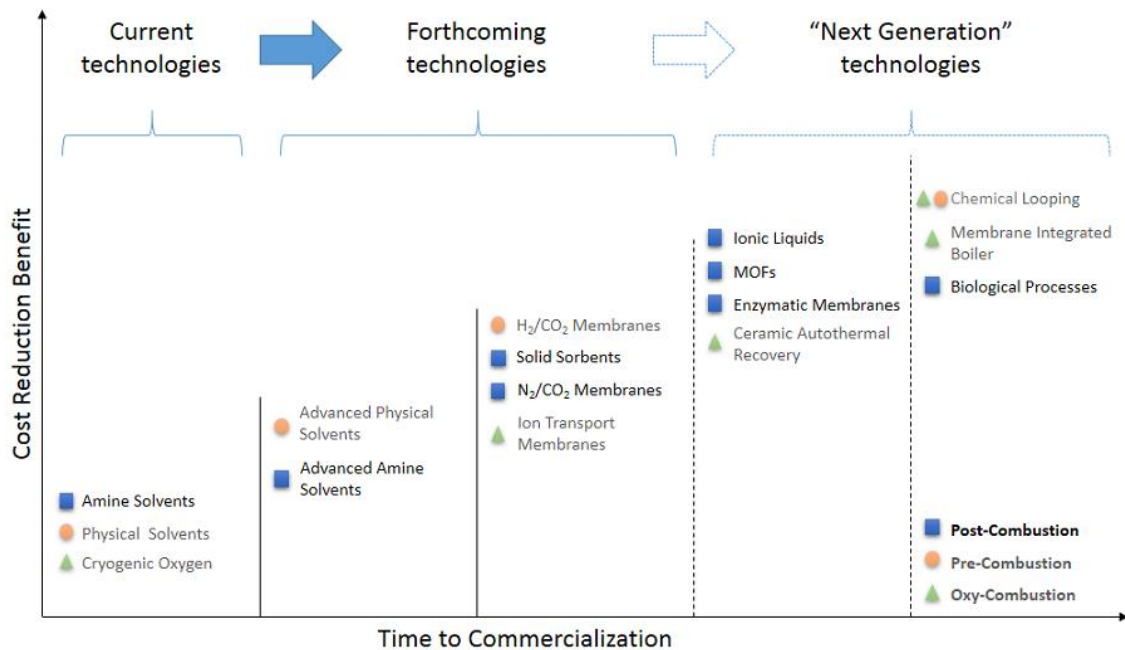 Current
technologies
Forthcoming
technologies
“Next Generation”
technologies
Cost Reduction Benefit
Amine Solvents
Physical Solvents
Cryogenic Oxygen
Advanced Physical
Solvents
Advanced Amine
Solvents
H₂/CO₂ Membranes
Solid Sorbents
N₂/CO₂ Membranes
Ion Transport
Membranes
Ionic Liquids
MOFs
Enzymatic Membranes
Ceramic Autothermal
Recovery
Chemical Looping
Membrane Integrated
Boiler
Biological Processes
Post-Combustion
Pre-Combustion
Oxy-Combustion
Time to Commercialization